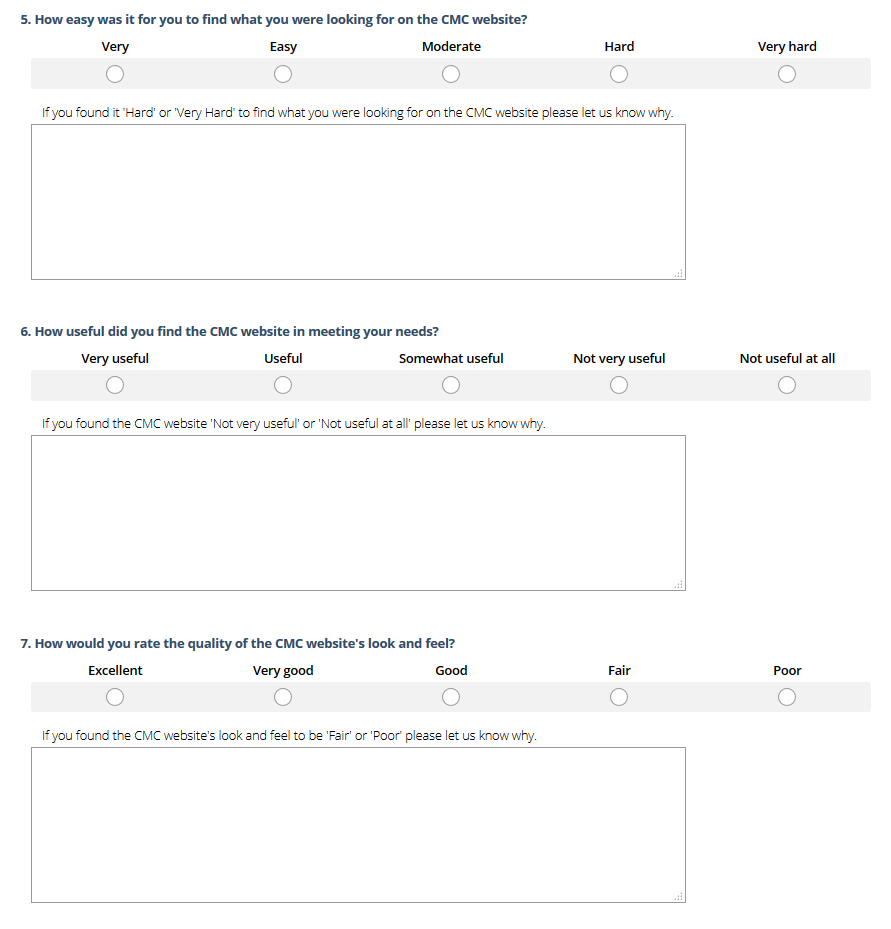 5. How easy was it for you to find what you were looking for on the CMC website?
Very Easy Moderate Hard Very hard
If you found it 'Hard' or 'Very Hard' to find what you were looking for on the CMC website please let us know why.
6. How useful did you find the CMC website in meeting your needs?
Very useful Useful Somewhat useful Not very useful Not useful at all
If you found the CMC website 'Not very useful' or 'Not useful at all' please let us know why.
7. How would you rate the quality of the CMC website's look and feel?
Excellent Very good Good Fair Poor
If you found the CMC website's look and feel to be 'Fair' or 'Poor' please let us know why.